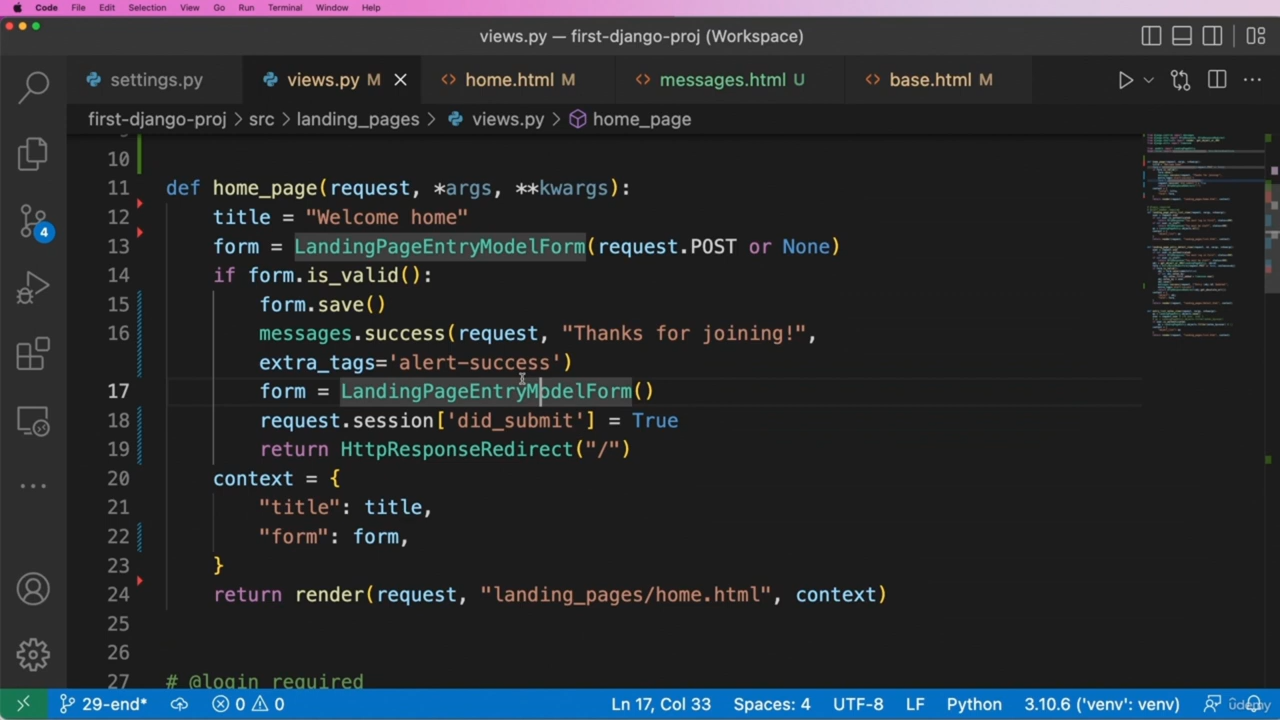 Code File Edit Selection View Go Run Terminal Window Help
views.py — first-django-proj (Workspace)
settings.py views.py M home.html M messages.html U base.html M
first-django-proj > src > landing_pages > views.py > home_page
10
11 def home_page(request, *args, **kwargs):
12 title = "Welcome home"
13 form = LandingPageEntryModelForm(request.POST or None)
14 if form.is_valid():
15 form.save()
16 messages.success(request, "Thanks for joining!",
extra_tags='alert-success')
17 form = LandingPageEntryModelForm()
18 request.session['did_submit'] = True
19 return HttpResponseRedirect("/")
20 context = {
21 "title": title,
22 "form": form,
23 }
24 return render(request, "landing_pages/home.html", context)
25
26
27 # @login_required
4
29-end* 0 0 Ln 17, Col 33 Spaces: 4 UTF-8 LF Python 3.10.6 ('venv': venv)
udemy